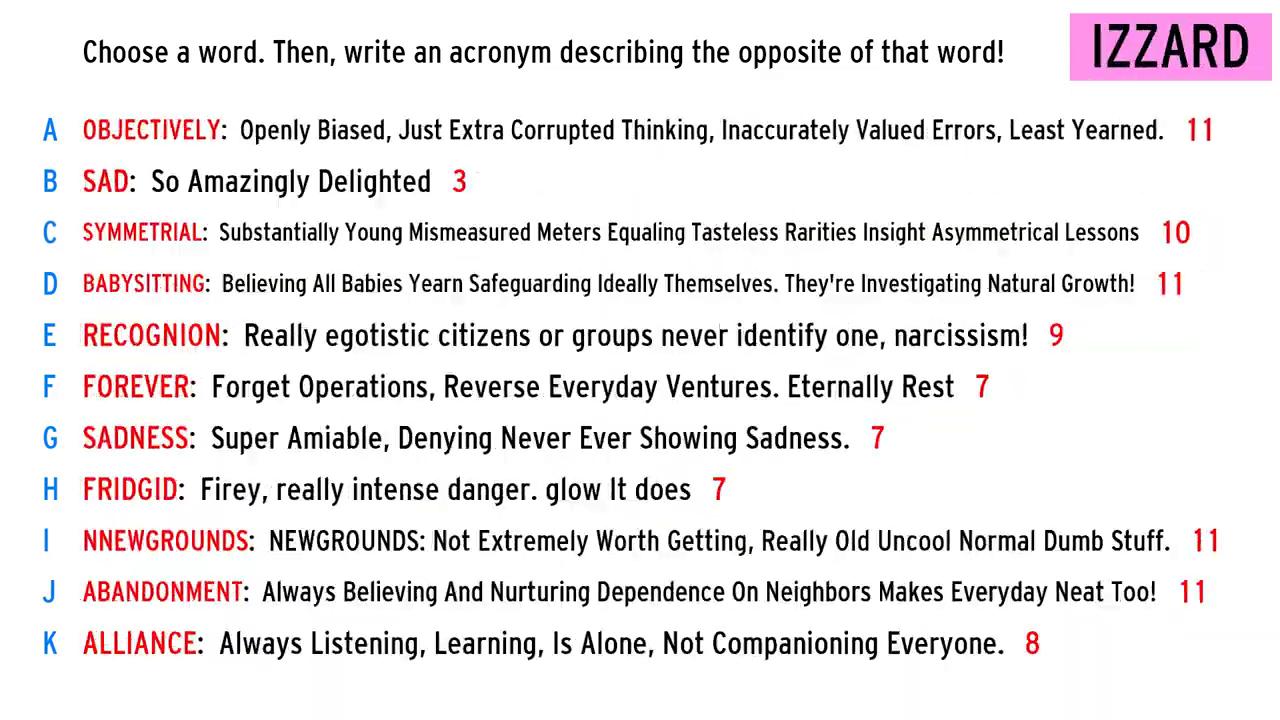 Choose a word. Then, write an acronym describing the opposite of that word!
IZZARD
A OBJECTIVELY: Openly Biased, Just Extra Corrupted Thinking, Inaccurately Valued Errors, Least Yearned. 11
B SAD: So Amazingly Delighted 3
C SYMMETRIAL: Substantially Young Mismeasured Meters Equaling Tasteless Rarities Insight Asymmetrical Lessons 10
D BABYSITTING: Believing All Babies Yearn Safeguarding Ideally Themselves. They're Investigating Natural Growth! 11
E RECOGNION: Really egotistic citizens or groups never identify one, narcissism! 9
F FOREVER: Forget Operations, Reverse Everyday Ventures. Eternally Rest 7
G SADNESS: Super Amiable, Denying Never Ever Showing Sadness. 7
H FRIDGID: Firey, really intense danger. glow It does 7
I NNEWGROUNDS: NEWGROUNDS: Not Extremely Worth Getting, Really Old Uncool Normal Dumb Stuff. 11
J ABANDONMENT: Always Believing And Nurturing Dependence On Neighbors Makes Everyday Neat Too! 11
K ALLIANCE: Always Listening, Learning, Is Alone, Not Companioning Everyone. 8